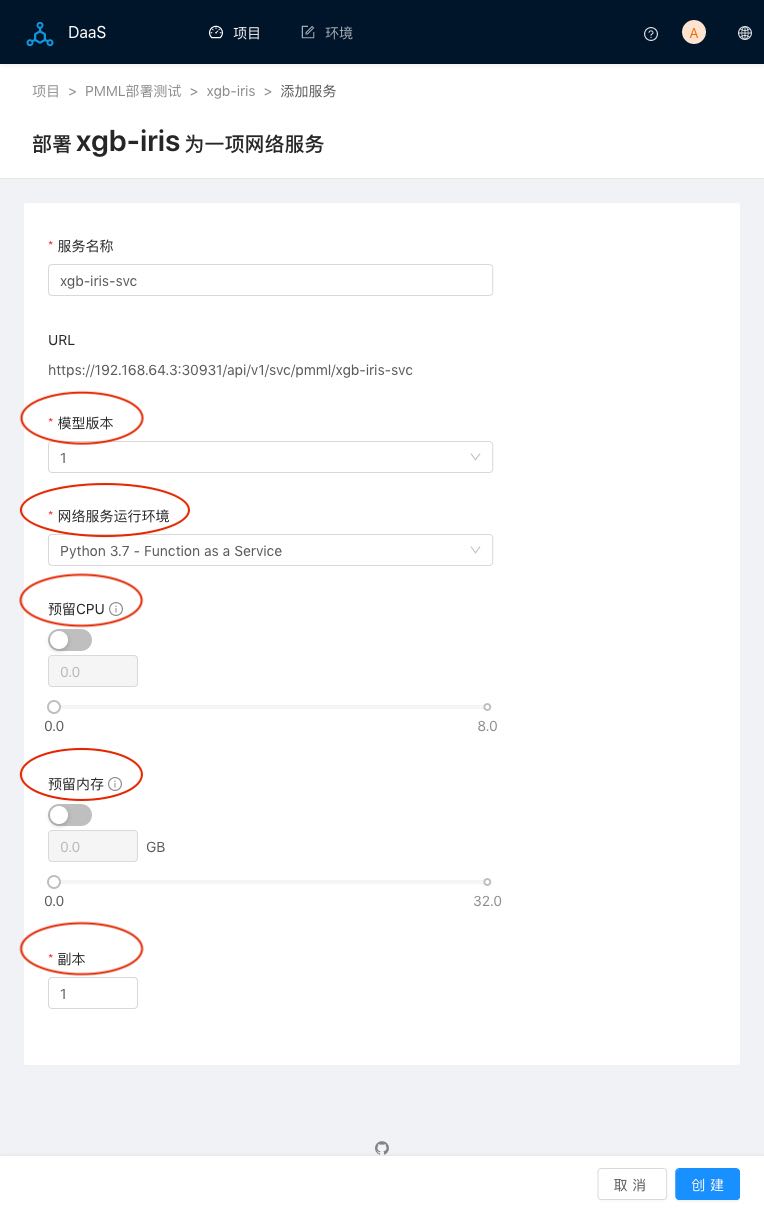 DaaS 项目 环境 A
项目 > PMML部署测试 > xgb-iris > 添加服务
部署 xgb-iris 为一项网络服务
* 服务名称
xgb-iris-svc
URL
https://192.168.64.3:30931/api/v1/svc/pmml/xgb-iris-svc
* 模型版本
1
* 网络服务运行环境
Python 3.7 - Function as a Service
预留CPU
0.0
0.0 8.0
预留内存
0.0 GB
0.0 32.0
* 副本
1
取 消 创 建